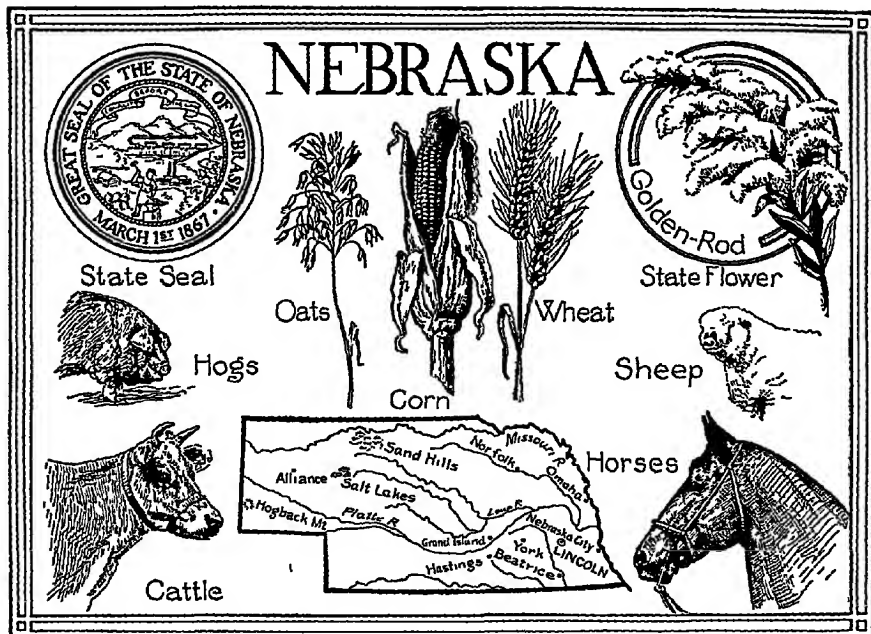 NEBRASKA
GREAT SEAL OF THE STATE OF NEBRASKA
MARCH 1ST 1867
State Seal
Golden-Rod
State Flower
Oats
Corn
Wheat
Hogs
Sheep
Cattle
Horses
Sand Hills
Norfolk
Missouri R
Omaha
Alliance
Salt Lakes
Hogback Mt
Platte R
Loup R
Nebraska City
Grand Island
York
LINCOLN
Hastings
Beatrice